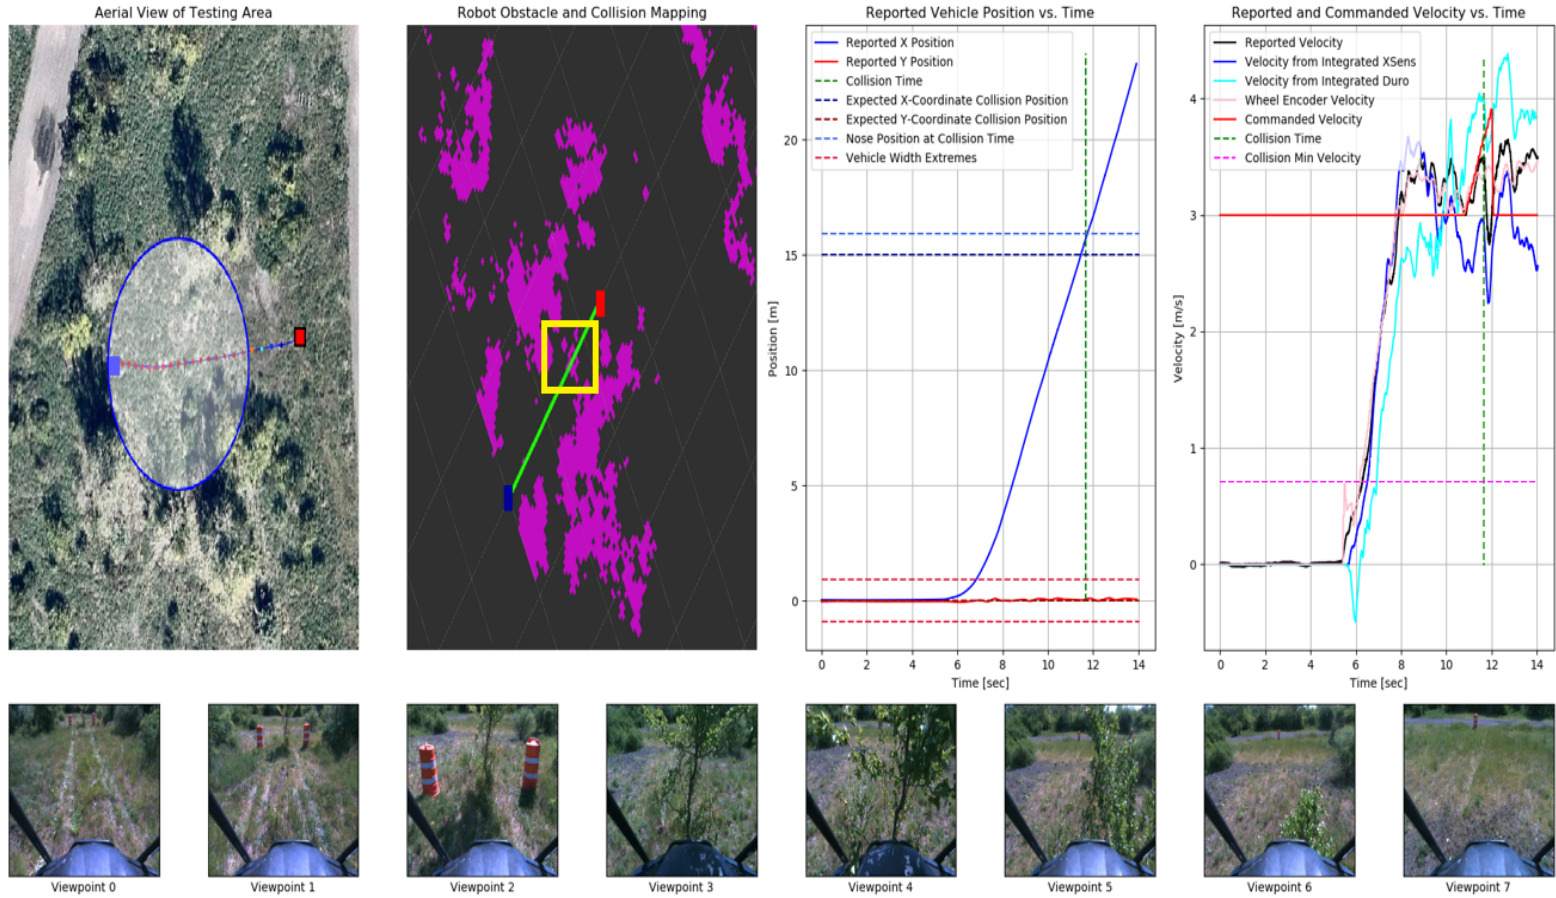 Aerial View of Testing Area
Robot Obstacle and Collision Mapping
Reported Vehicle Position vs. Time
Reported X Position
Reported Y Position
Collision Time
Expected X-Coordinate Collision Position
Expected Y-Coordinate Collision Position
Nose Position at Collision Time
Vehicle Width Extremes
Position [m]
20
15
10
5
0
0 2 4 6 8 10 12 14
Time [sec]
Reported and Commanded Velocity vs. Time
Reported Velocity
Velocity from Integrated XSens
Velocity from Integrated Duro
Wheel Encoder Velocity
Commanded Velocity
Collision Time
Collision Min Velocity
Velocity [m/s]
4
3
2
1
0
0 2 4 6 8 10 12 14
Time [sec]
Viewpoint 0
Viewpoint 1
Viewpoint 2
Viewpoint 3
Viewpoint 4
Viewpoint 5
Viewpoint 6
Viewpoint 7